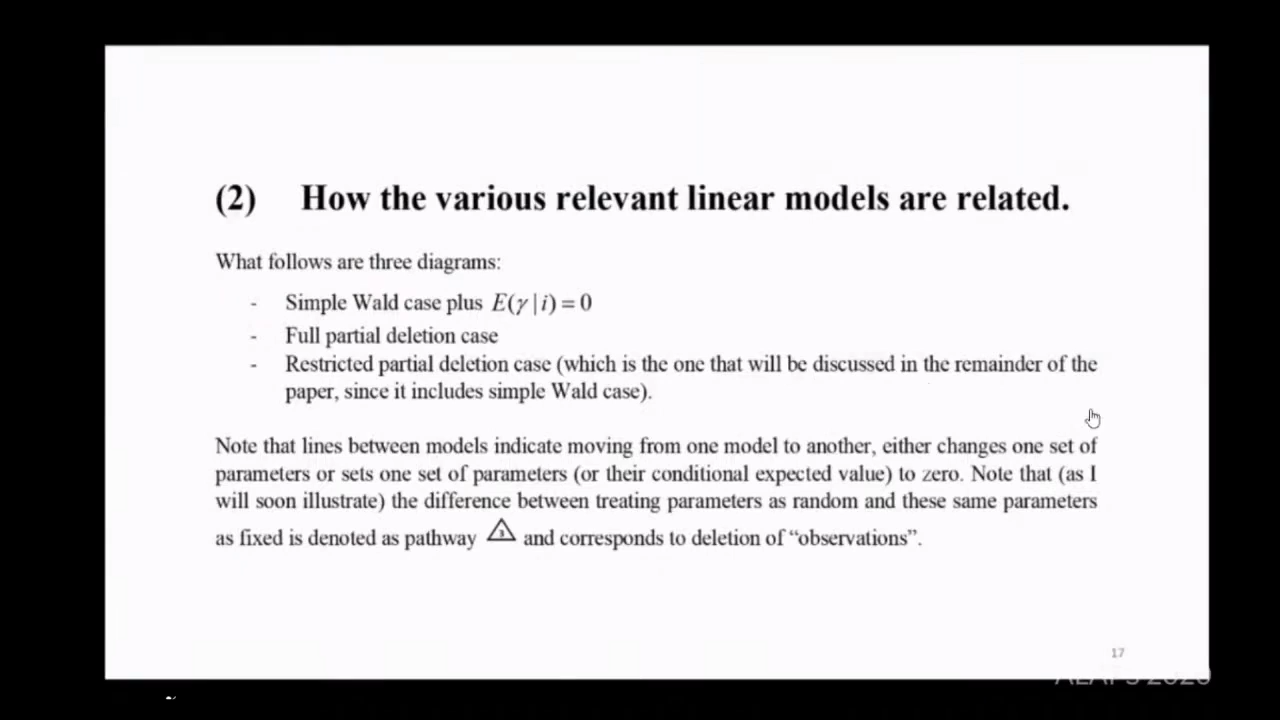 (2) How the various relevant linear models are related.
What follows are three diagrams:
- Simple Wald case plus E(γ | i) = 0
- Full partial deletion case
- Restricted partial deletion case (which is the one that will be discussed in the remainder of the
paper, since it includes simple Wald case).
Note that lines between models indicate moving from one model to another, either changes one set of
parameters or sets one set of parameters (or their conditional expected value) to zero. Note that (as I
will soon illustrate) the difference between treating parameters as random and these same parameters
as fixed is denoted as pathway and corresponds to deletion of “observations”.
17